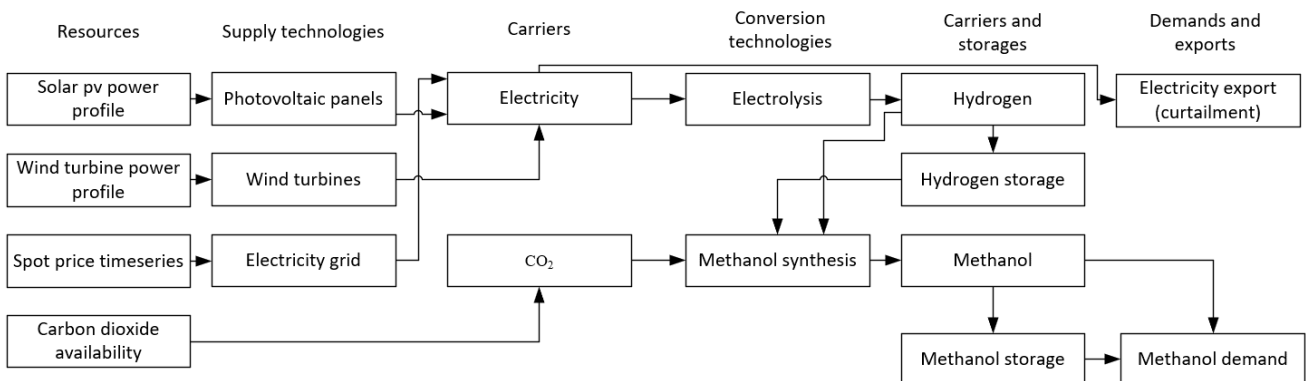 Resources
Supply technologies
Carriers
Conversion
technologies
Carriers and
storages
Demands and
exports
Solar pv power
profile
Photovoltaic panels
Electricity
Electrolysis
Hydrogen
Electricity export
(curtailment)
Wind turbine power
profile
Wind turbines
Hydrogen storage
Spot price timeseries
Electricity grid
CO₂
Methanol synthesis
Methanol
Carbon dioxide
availability
Methanol storage
Methanol demand